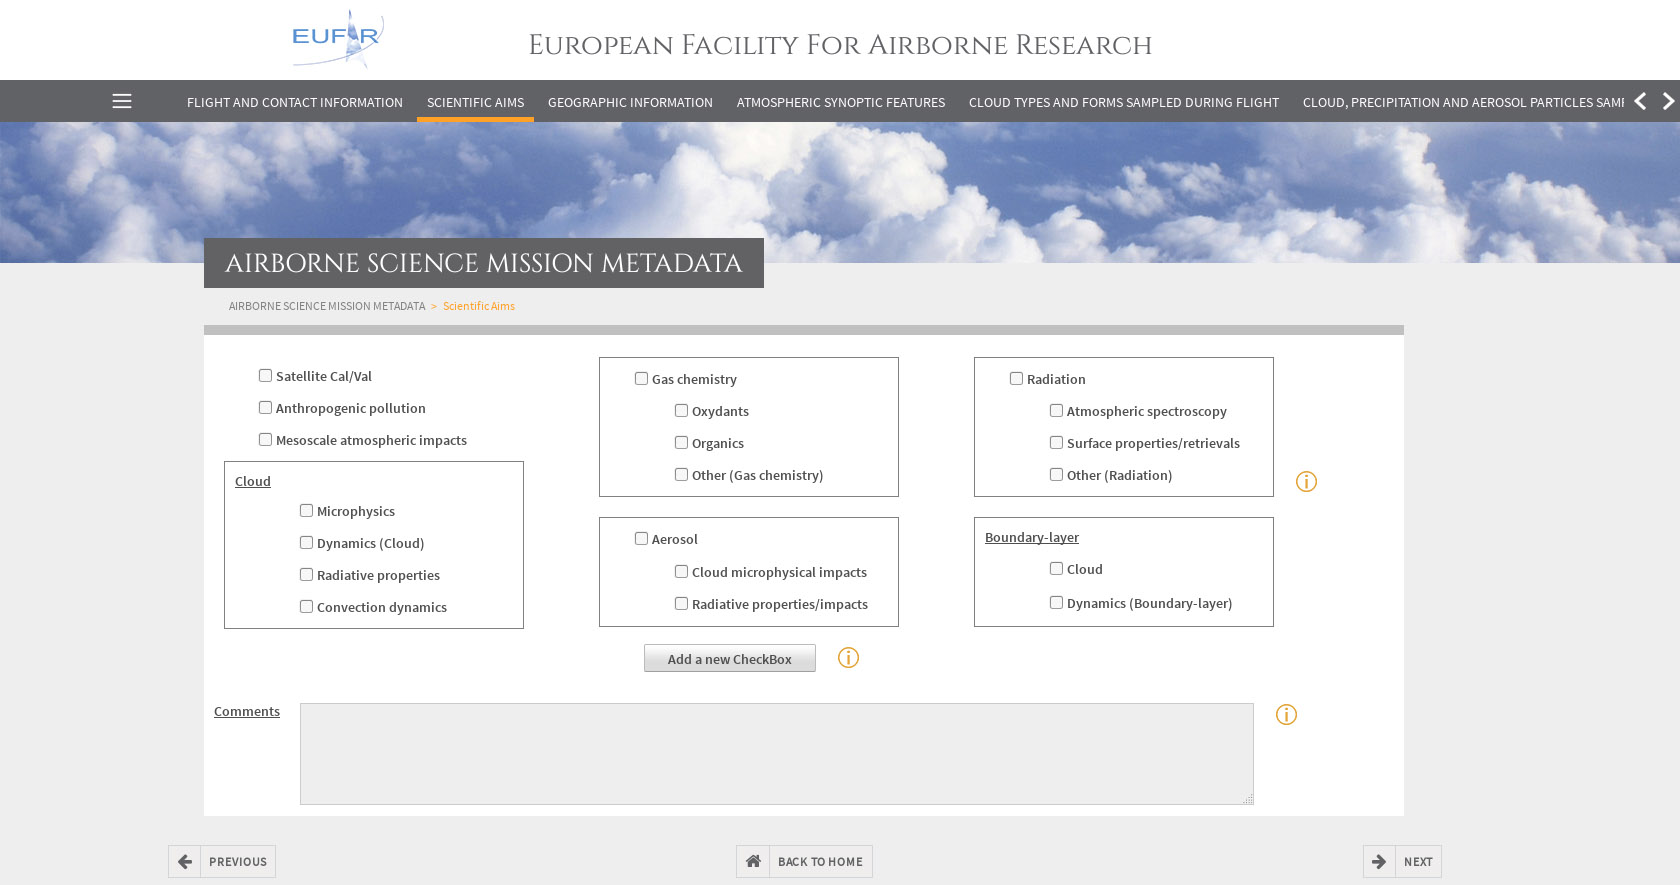 EUFAR
European Facility For Airborne Research
FLIGHT AND CONTACT INFORMATION
SCIENTIFIC AIMS
GEOGRAPHIC INFORMATION
ATMOSPHERIC SYNOPTIC FEATURES
CLOUD TYPES AND FORMS SAMPLED DURING FLIGHT
CLOUD, PRECIPITATION AND AEROSOL PARTICLES
AIRBORNE SCIENCE MISSION METADATA
AIRBORNE SCIENCE MISSION METADATA > Scientific Aims
Satellite Cal/Val
Anthropogenic pollution
Mesoscale atmospheric impacts
Cloud
Microphysics
Dynamics (Cloud)
Radiative properties
Convection dynamics
Gas chemistry
Oxydants
Organics
Other (Gas chemistry)
Aerosol
Cloud microphysical impacts
Radiative properties/impacts
Radiation
Atmospheric spectroscopy
Surface properties/retrievals
Other (Radiation)
Boundary-layer
Cloud
Dynamics (Boundary-layer)
Add a new CheckBox
Comments
PREVIOUS
BACK TO HOME
NEXT